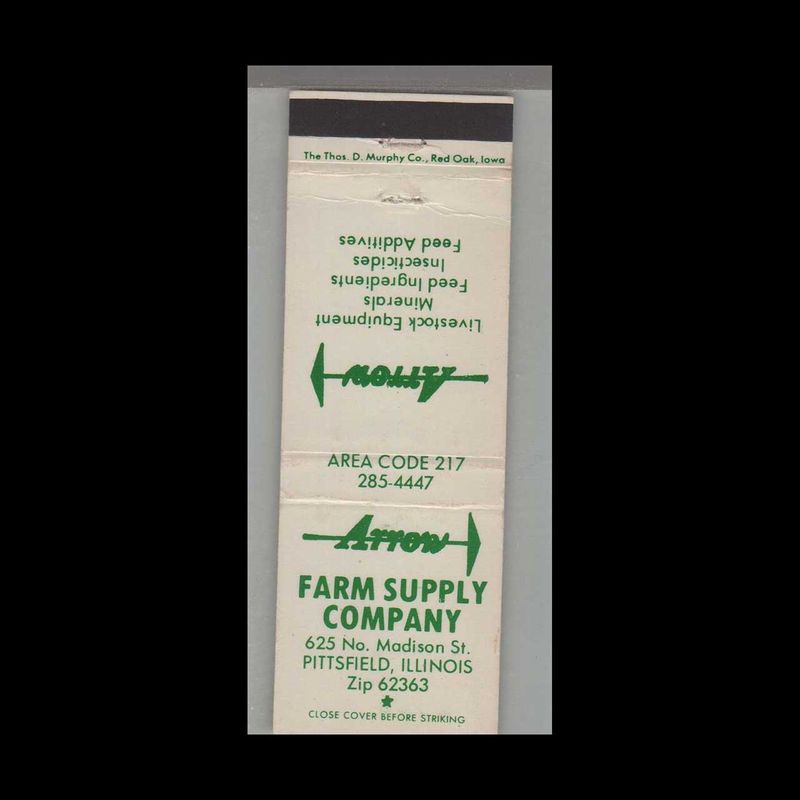 The Thos. D. Murphy Co., Red Oak, Iowa
Arrow
Livestock Equipment
Minerals
Feed Ingredients
Insecticides
Feed Additives
AREA CODE 217
285-4447
Arrow
FARM SUPPLY
COMPANY
625 No. Madison St.
PITTSFIELD, ILLINOIS
Zip 62363
CLOSE COVER BEFORE STRIKING